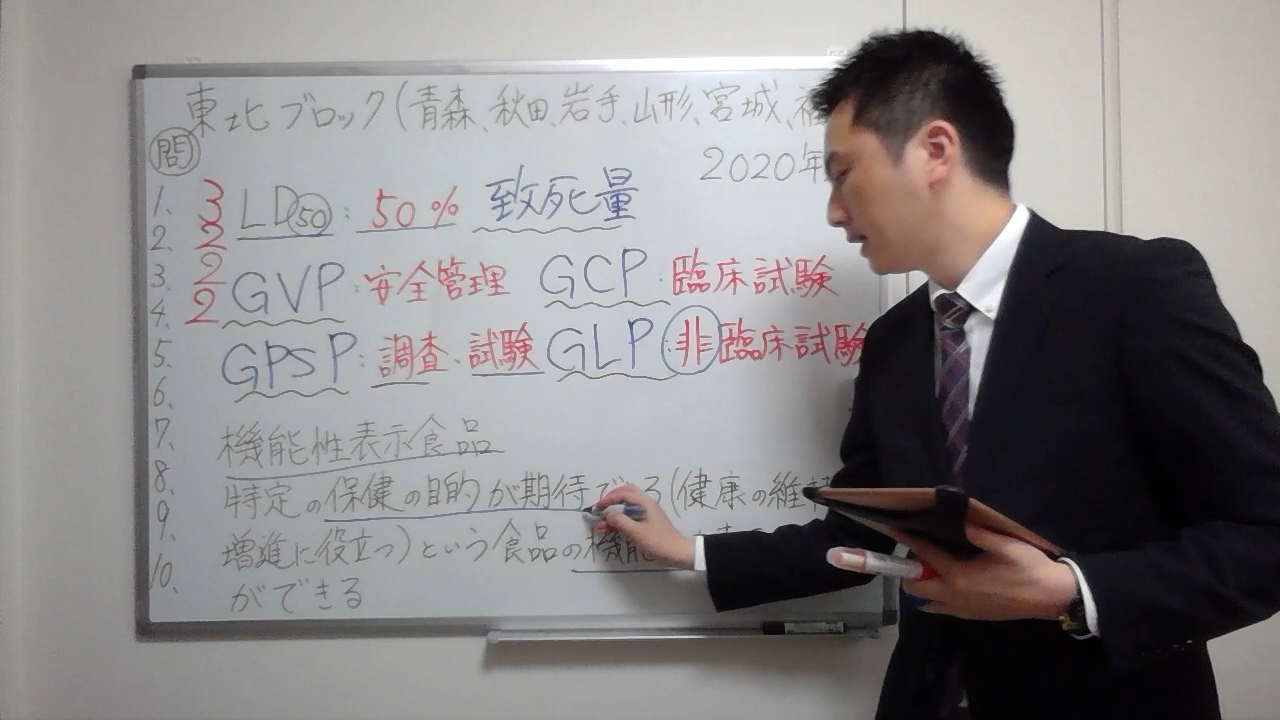 東北ブロック(青森、秋田、岩手、山形、宮城、
問
2020年
1. 3 LD50: 50% 致死量
2. 2
3. 2 GVP: 安全管理 GCP: 臨床試験
4. 2
5. GPSP: 調査、試験 GLP: 非臨床試験
6.
7. 機能性表示食品
8.
9. 特定の保健の目的が期待できる(健康の維持
増進に役立つ)という食品の機能
10. ができる